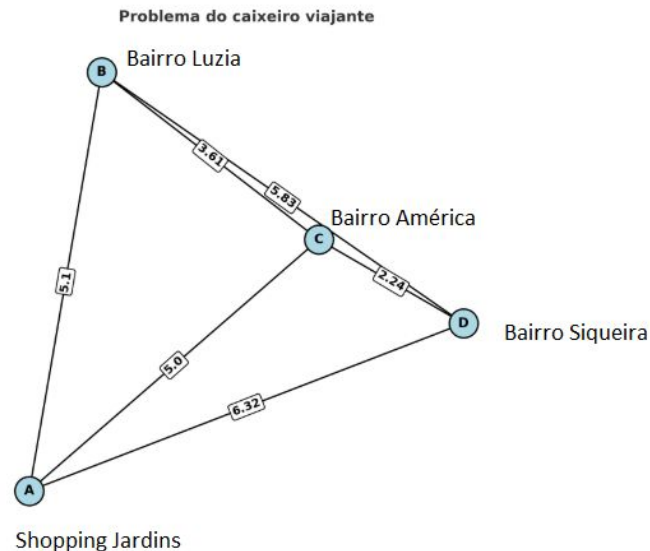 Problema do caixeiro viajante
B
Bairro Luzia
3.61
5.83
Bairro América
C
5.1
2.24
D
Bairro Siqueira
5.0
6.32
A
Shopping Jardins